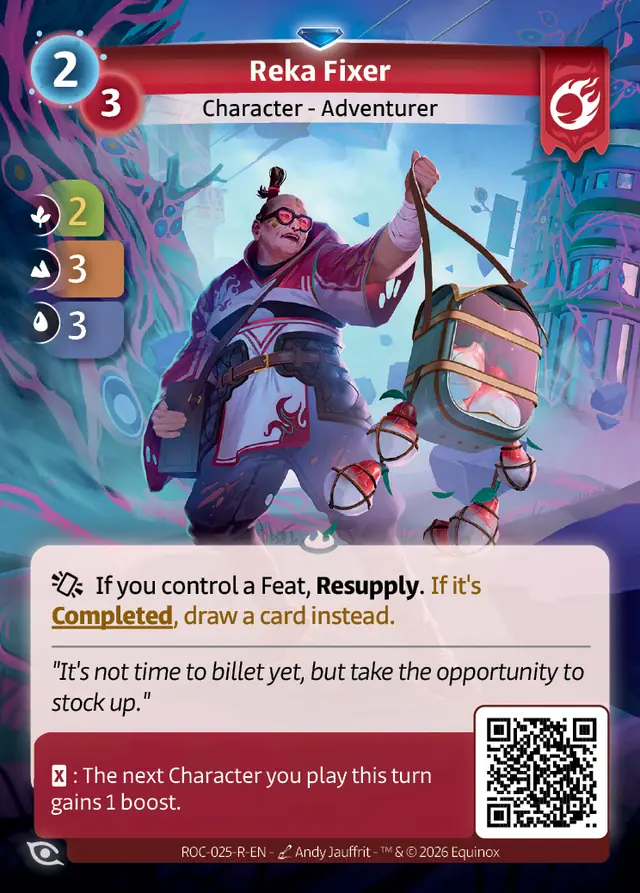 2
Reka Fixer
3
Character - Adventurer
2
3
3
If you control a Feat, Resupply. If it's
Completed, draw a card instead.
"It's not time to billet yet, but take the opportunity to
stock up."
X : The next Character you play this turn
gains 1 boost.
ROC-025-R-EN - Andy Jauffrit - ™ & © 2026 Equinox